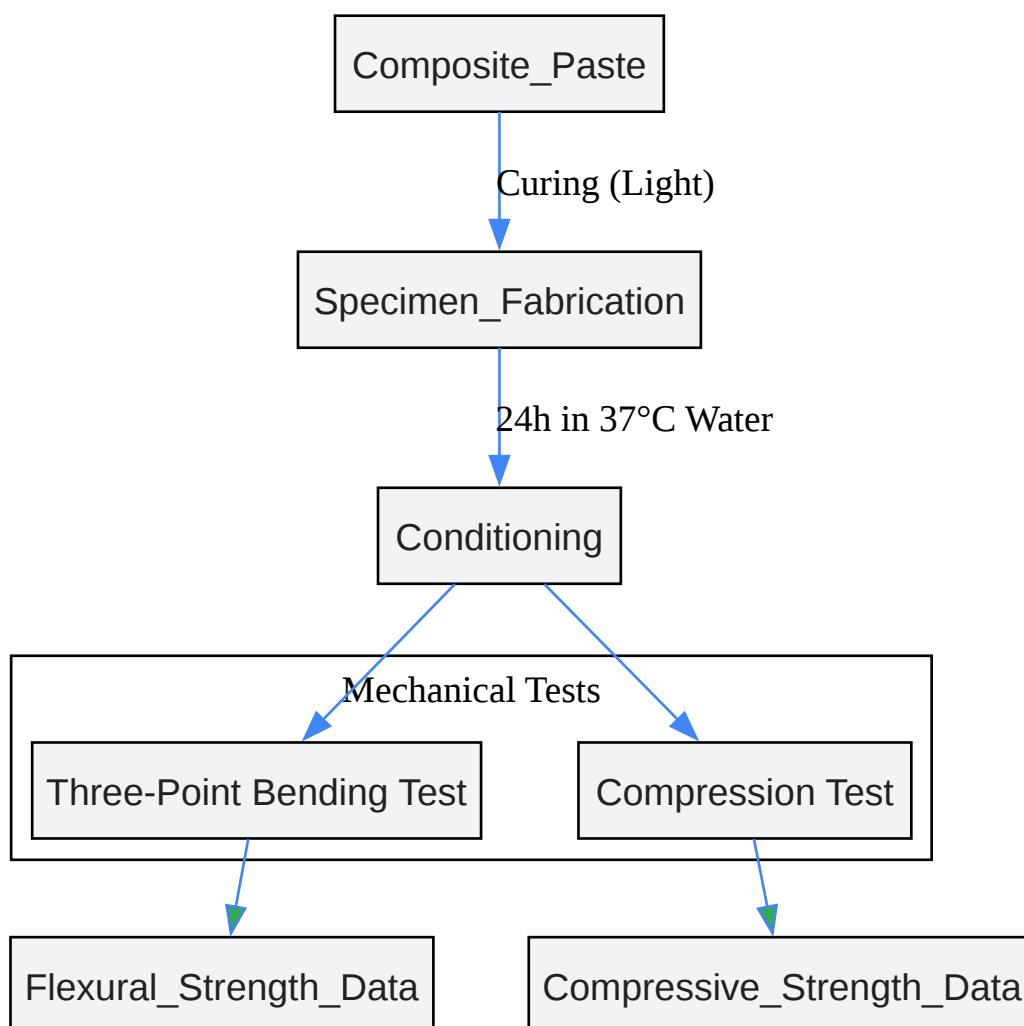 Composite_Paste
Curing (Light)
Specimen_Fabrication
24h in 37°C Water
Conditioning
Mechanical Tests
Three-Point Bending Test
Compression Test
Flexural_Strength_Data
Compressive_Strength_Data